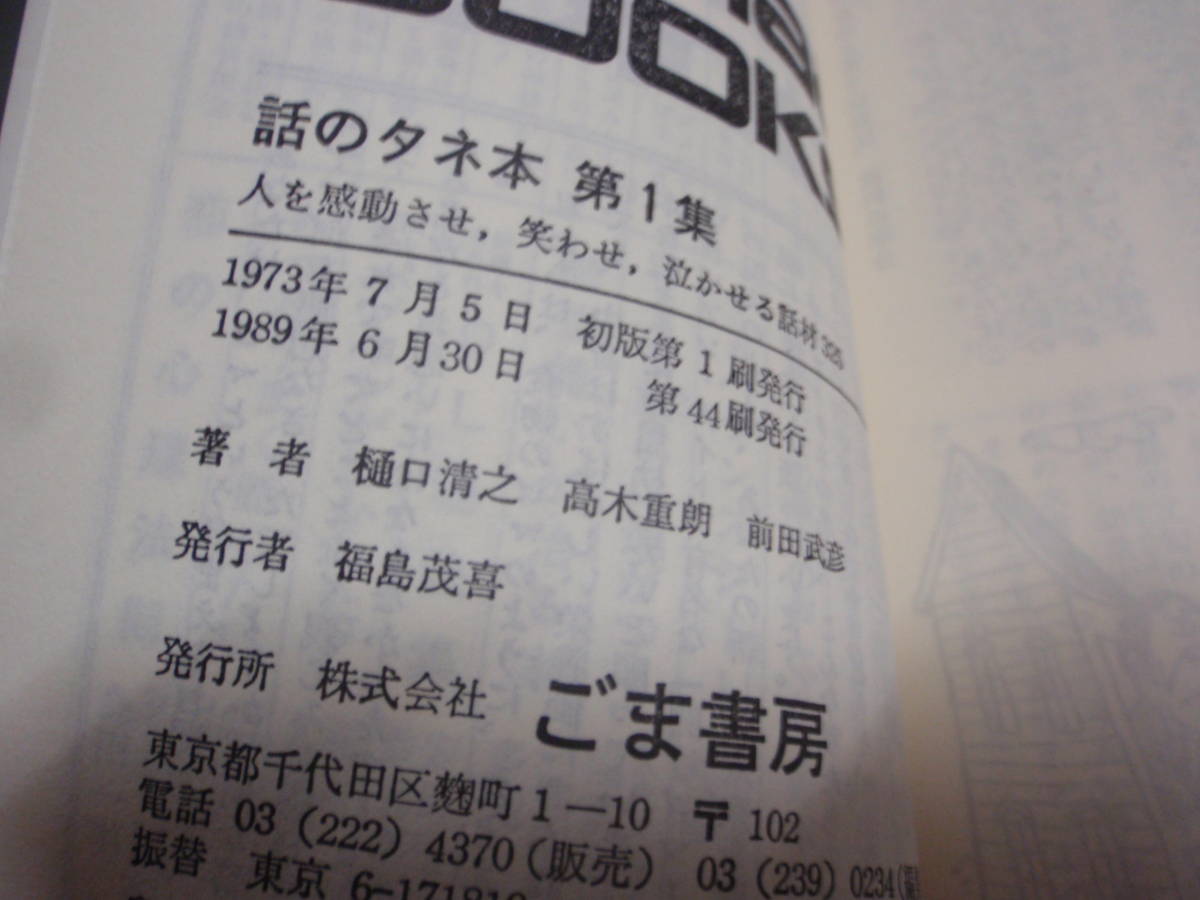 BOOK
話のタネ本 第1集
人を感動させ，笑わせ，泣かせる話材
1973年 7 月 5 日 初版第 1 刷発行
1989年 6 月30日 第44刷発行
著 者 樋口清之 高木重朗 前田武彦
発行者 福島茂喜
発行所 株式会社 ごま書房
東京都千代田区麴町1―10 〒102
電話 03 (222) 4370 (販売) 03 (239) 0234
振替 東京